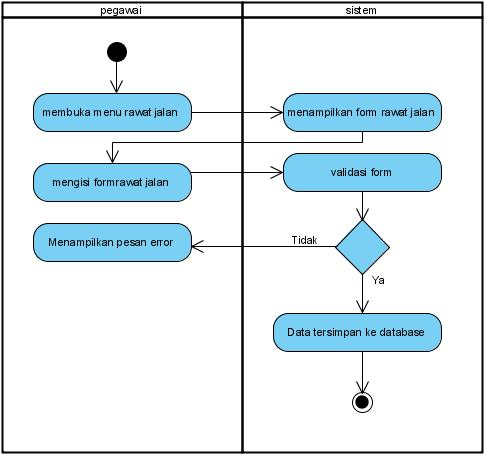 pegawai
sistem
membuka menu rawat jalan
menampilkan form rawat jalan
mengisi formrawat jalan
validasi form
Menampilkan pesan error
Tidak
Ya
Data tersimpan ke database